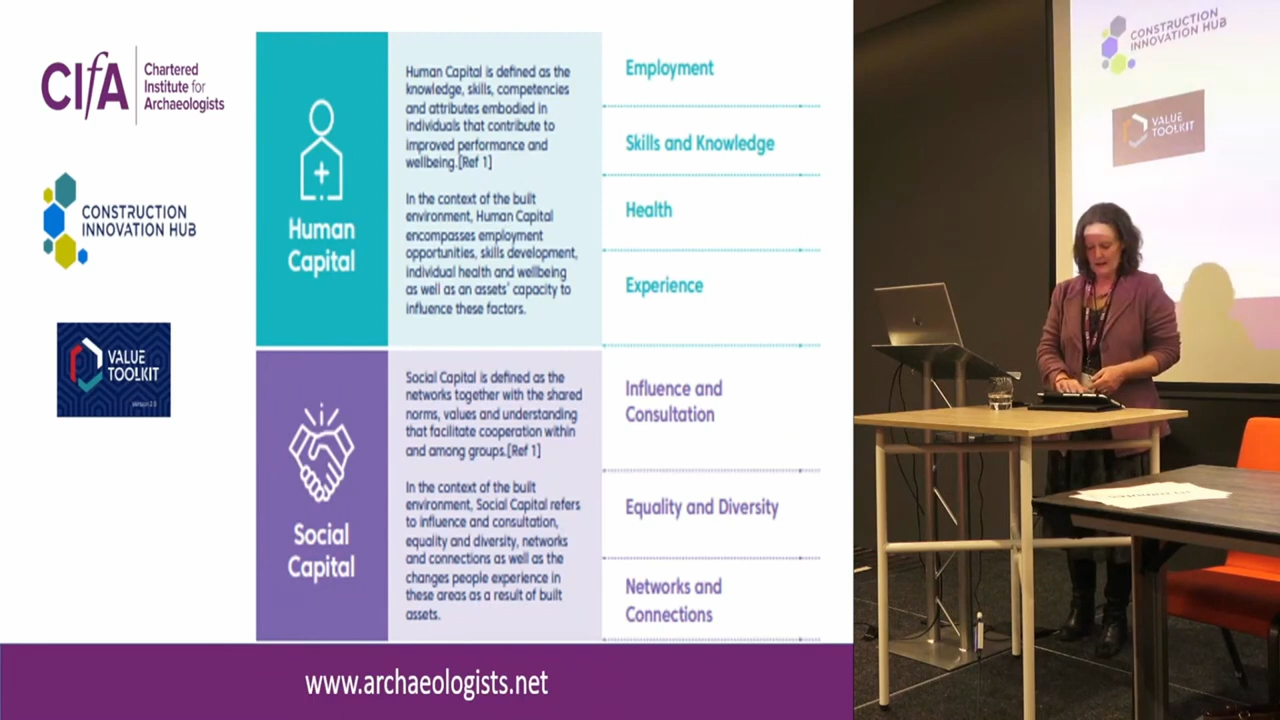 CIfA
Chartered
Institute for
Archaeologists
CONSTRUCTION
INNOVATION HUB
VALUE
TOOLKIT
Version 2.0
Human
Capital
Human Capital is defined as the
knowledge, skills, competencies
and attributes embodied in
individuals that contribute to
improved performance and
wellbeing.[Ref 1]
In the context of the built
environment, Human Capital
encompasses employment
opportunities, skills development,
individual health and wellbeing
as well as an assets’ capacity to
influence these factors.
Employment
Skills and Knowledge
Health
Experience
Social
Capital
Social Capital is defined as the
networks together with the shared
norms, values and understanding
that facilitate cooperation within
and among groups.[Ref 1]
In the context of the built
environment, Social Capital refers
to influence and consultation,
equality and diversity, networks
and connections as well as the
changes people experience in
these areas as a result of built
assets.
Influence and
Consultation
Equality and Diversity
Networks and
Connections
www.archaeologists.net
CONSTRUCTION
INNOVATION HUB
VALUE
TOOLKIT